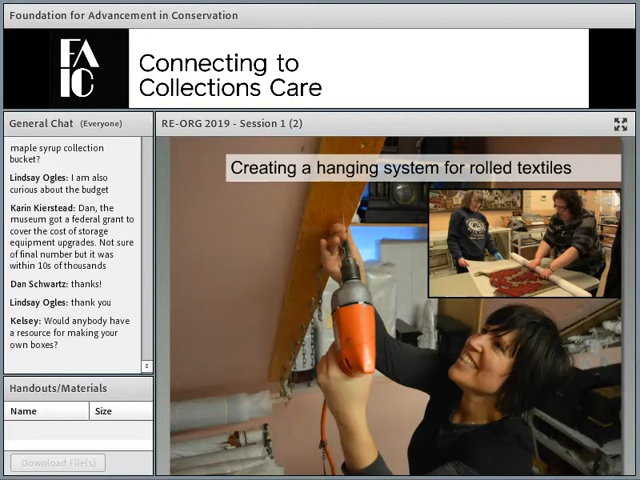 Foundation for Advancement in Conservation
FA
IC
Connecting to
Collections Care
General Chat (Everyone)
maple syrup collection
bucket?
Lindsay Ogles: I am also
curious about the budget
Karin Kierstead: Dan, the
museum got a federal grant to
cover the cost of storage
equipment upgrades. Not sure
of final number but it was
within 10s of thousands
Dan Schwartz: thanks!
Lindsay Ogles: thank you
Kelsey: Would anybody have
a resource for making your
own boxes?
Handouts/Materials
Name Size
Download File(s)
RE-ORG 2019 - Session 1 (2)
Creating a hanging system for rolled textiles